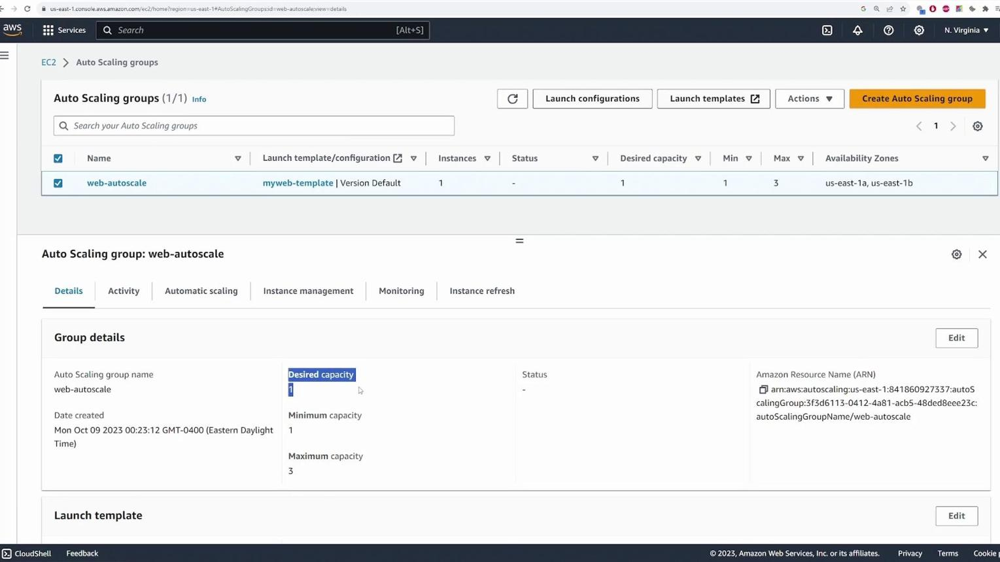 us-east-1.console.aws.amazon.com/ec2/home?region=us-east-1#AutoScalingGroups:id=web-autoscale;view=details
aws Services Search [Alt+S] N. Virginia
EC2 Auto Scaling groups
Auto Scaling groups (1/1) Info Launch configurations Launch templates Actions Create Auto Scaling group
Search your Auto Scaling groups 1
Name Launch template/configuration Instances Status Desired capacity Min Max Availability Zones
web-autoscale myweb-template | Version Default 1 - 1 1 3 us-east-1a, us-east-1b
Auto Scaling group: web-autoscale
Details Activity Automatic scaling Instance management Monitoring Instance refresh
Group details Edit
Auto Scaling group name
web-autoscale
Date created
Mon Oct 09 2023 00:23:12 GMT-0400 (Eastern Daylight
Time)
Desired capacity
1
Minimum capacity
1
Maximum capacity
3
Status
-
Amazon Resource Name (ARN)
arn:aws:autoscaling:us-east-1:841860927337:autoS
calingGroup:3f3d6113-0412-4a81-acb5-48ded8eee23c:
autoScalingGroupName/web-autoscale
Launch template Edit
CloudShell Feedback © 2023, Amazon Web Services, Inc. or its affiliates. Privacy Terms Cookie